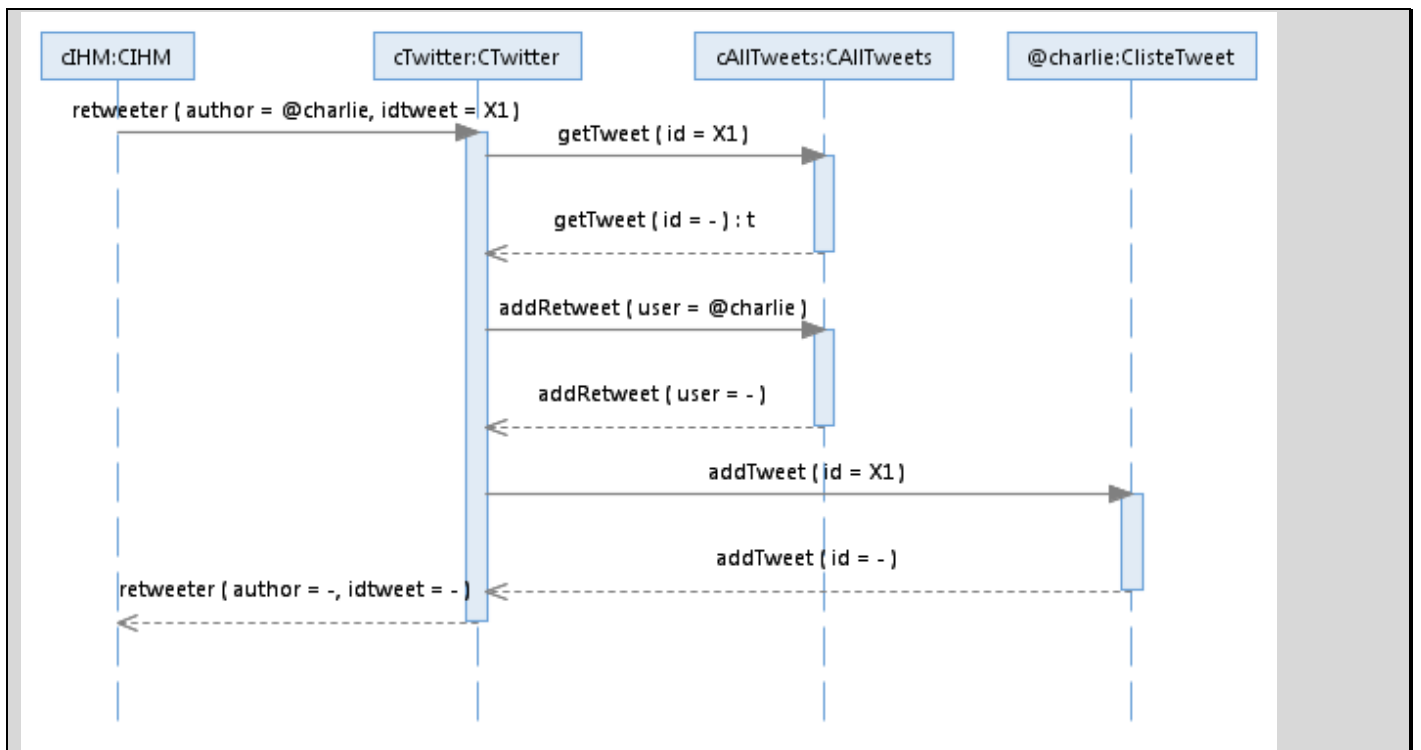 cIHM:CIHM
cTwitter:CTwitter
cAllTweets:CAllTweets
@charlie:ClisteTweet
retweeter ( author = @charlie, idtweet = X1 )
getTweet ( id = X1 )
getTweet ( id = - ) : t
addRetweet ( user = @charlie )
addRetweet ( user = - )
addTweet ( id = X1 )
addTweet ( id = - )
retweeter ( author = -, idtweet = - )